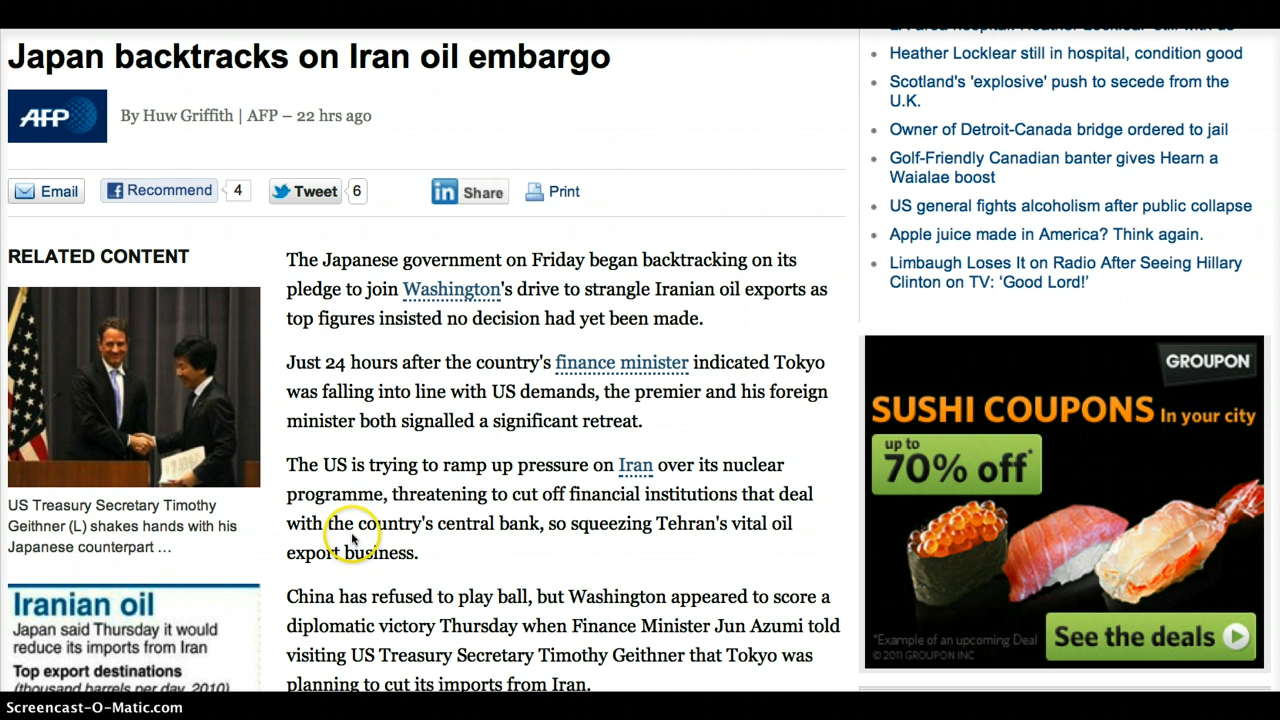 Japan backtracks on Iran oil embargo
AFP
By Huw Griffith | AFP – 22 hrs ago
Email
Recommend
4
Tweet
6
in Share
Print
RELATED CONTENT
US Treasury Secretary Timothy
Geithner (L) shakes hands with his
Japanese counterpart …
Iranian oil
Japan said Thursday it would
reduce its imports from Iran
Top export destinations
(thousand barrels per day, 2010)
The Japanese government on Friday began backtracking on its
pledge to join Washington's drive to strangle Iranian oil exports as
top figures insisted no decision had yet been made.
Just 24 hours after the country's finance minister indicated Tokyo
was falling into line with US demands, the premier and his foreign
minister both signalled a significant retreat.
The US is trying to ramp up pressure on Iran over its nuclear
programme, threatening to cut off financial institutions that deal
with the country's central bank, so squeezing Tehran's vital oil
export business.
China has refused to play ball, but Washington appeared to score a
diplomatic victory Thursday when Finance Minister Jun Azumi told
visiting US Treasury Secretary Timothy Geithner that Tokyo was
planning to cut its imports from Iran.
Heather Locklear still in hospital, condition good
Scotland's 'explosive' push to secede from the
U.K.
Owner of Detroit-Canada bridge ordered to jail
Golf-Friendly Canadian banter gives Hearn a
Waialae boost
US general fights alcoholism after public collapse
Apple juice made in America? Think again.
Limbaugh Loses It on Radio After Seeing Hillary
Clinton on TV: ‘Good Lord!’
GROUPON
SUSHI COUPONS In your city
up to
70% off*
*Example of an upcoming Deal
© 2011 GROUPON INC
See the deals
Screencast-O-Matic.com